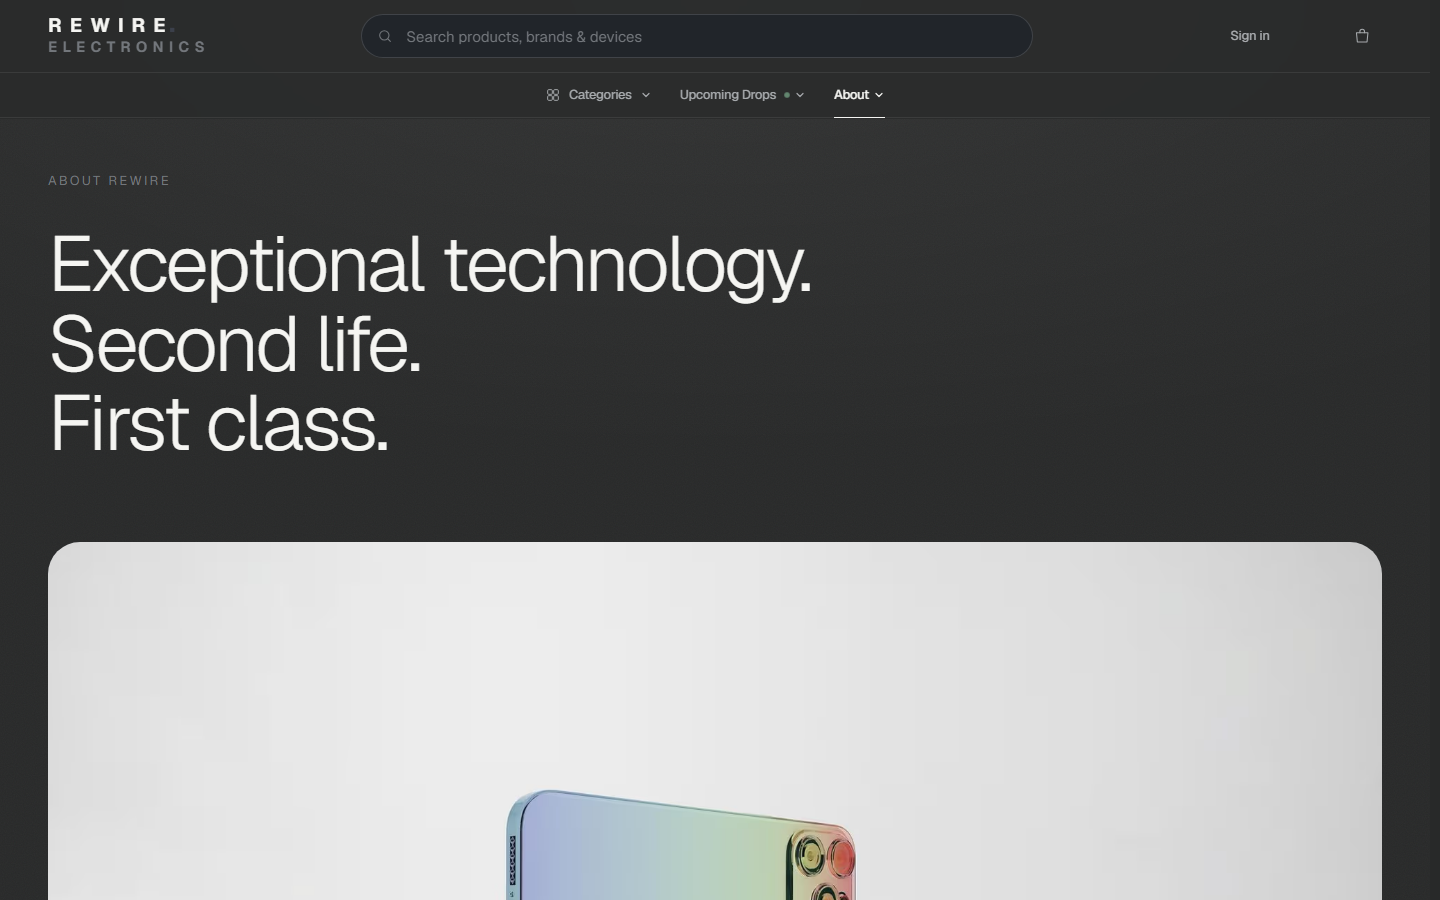 REWIRE.
ELECTRONICS
Search products, brands & devices
Sign in
Categories
Upcoming Drops
About
ABOUT REWIRE
Exceptional technology.
Second life.
First class.